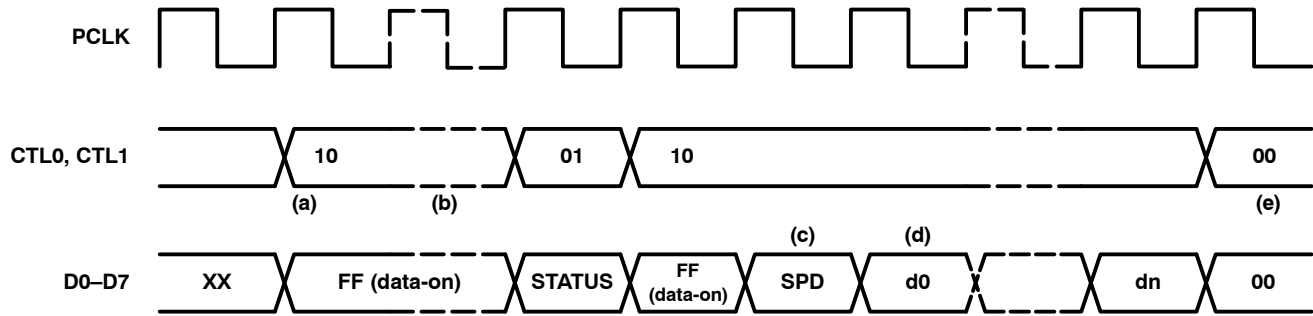 PCLK
CTL0, CTL1
10
01
10
00
(a)
(b)
(e)
(c)
(d)
D0–D7
XX
FF (data-on)
STATUS
FF
(data-on)
SPD
d0
dn
00